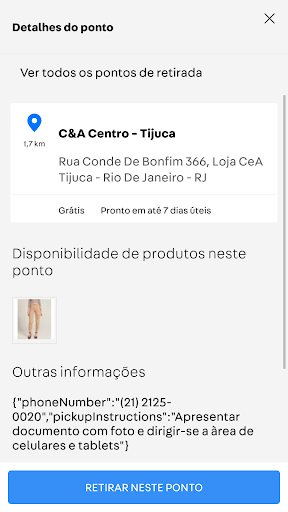 Detalhes do ponto
Ver todos os pontos de retirada
C&A Centro - Tijuca
1,7 km
Rua Conde De Bonfim 366, Loja CeA
Tijuca - Rio De Janeiro - RJ
Grátis Pronto em até 7 dias úteis
Disponibilidade de produtos neste
ponto
Outras informações
{"phoneNumber":"(21) 2125-
0020","pickupInstructions":"Apresentar
documento com foto e dirigir-se a àrea de
celulares e tablets"}
RETIRAR NESTE PONTO